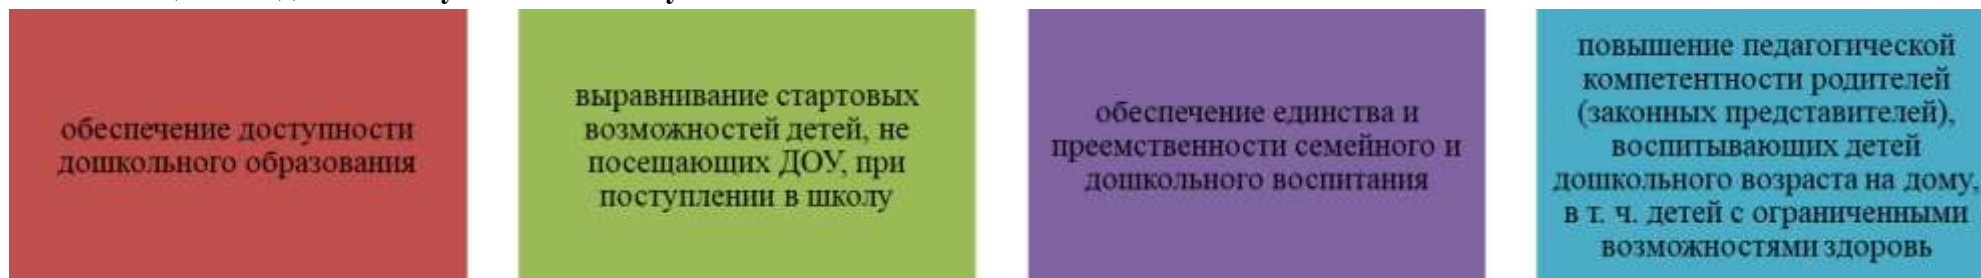 обеспечение доступности
дошкольного образования
выравнивание стартовых
возможностей детей, не
посещающих ДОУ, при
поступлении в школу
обеспечение единства и
преемственности семейного и
дошкольного воспитания
повышение педагогической
компетентности родителей
(законных представителей),
воспитывающих детей
дошкольного возраста на дому,
в т. ч. детей с ограниченными
возможностями здоровь